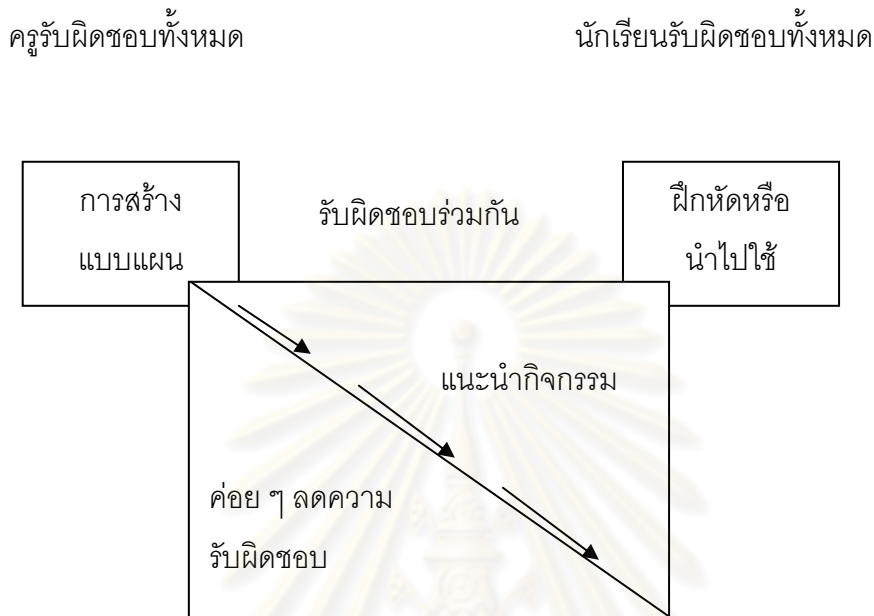 ครูรับผิดชอบทั้งหมด
นักเรียนรับผิดชอบทั้งหมด
การสร้าง
แบบแผน
รับผิดชอบร่วมกัน
ฝึกหัดหรือ
นำไปใช้
แนะนำกิจกรรม
ค่อย ๆ ลดความ
รับผิดชอบ